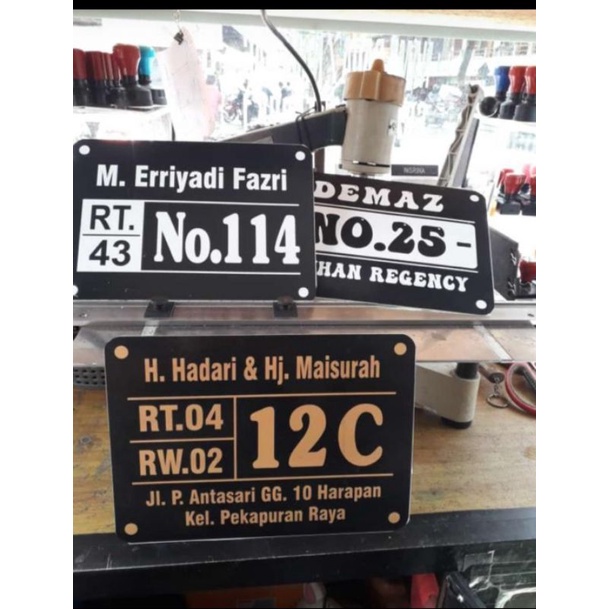 M. Erriyadi Fazri
RT.
43
No.114
DEMAZ
NO.25 -
HAN REGENCY
H. Hadari & Hj. Maisurah
RT.04
RW.02
12C
Jl. P. Antasari GG. 10 Harapan
Kel. Pekapuran Raya